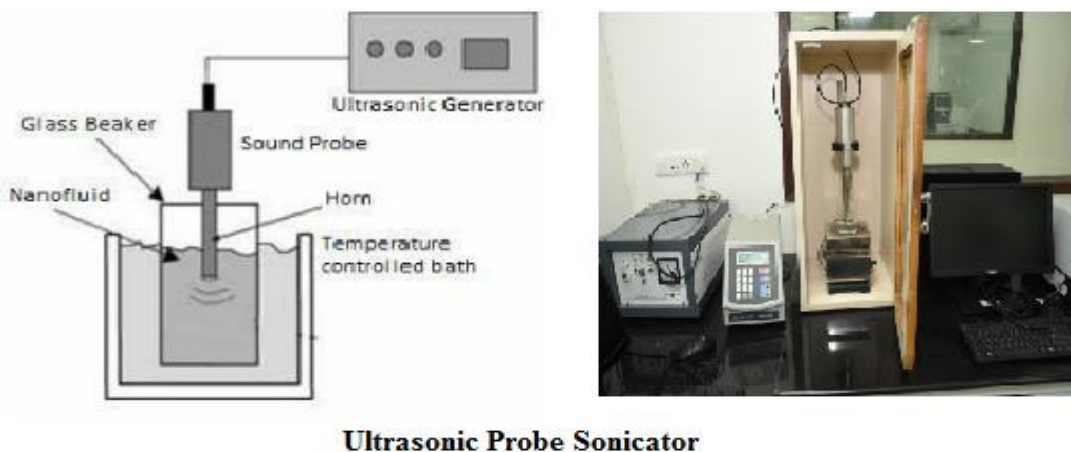 Ultrasonic Generator
Glass Beaker
Sound Probe
Nanofluid
Horn
Temperature
controlled bath
Ultrasonic Probe Sonicator